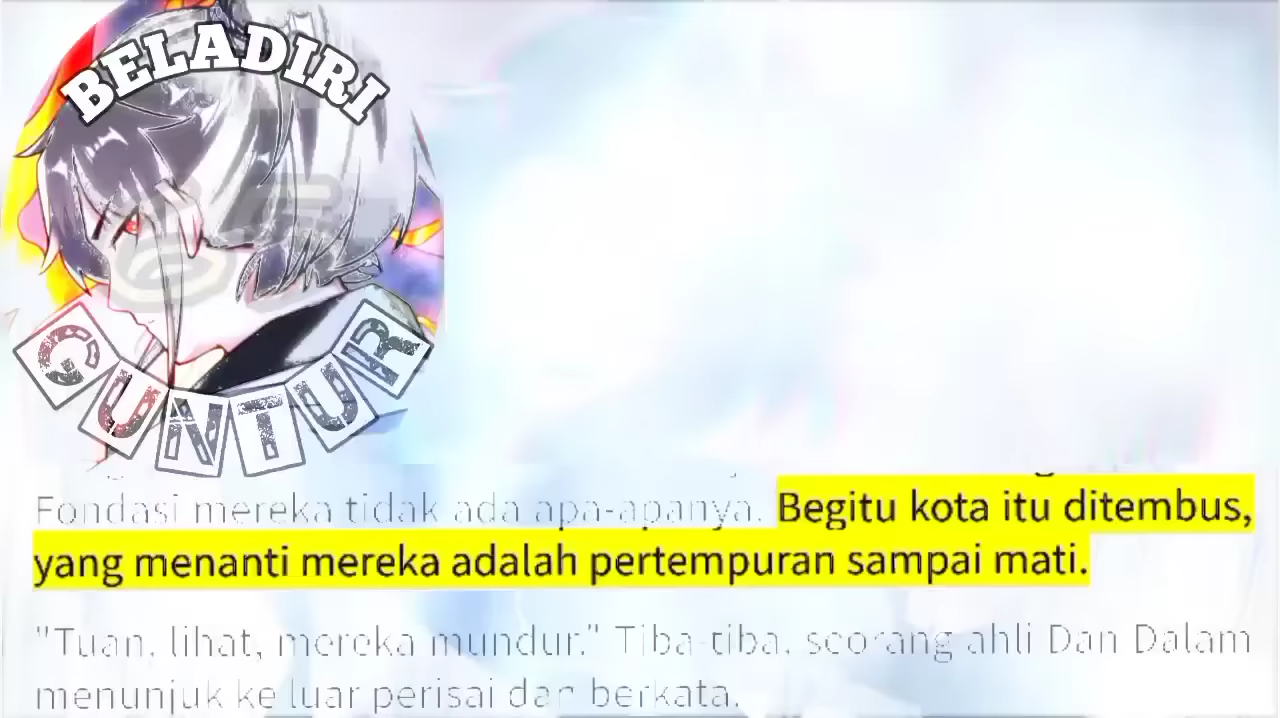 BELADIRI
GUNTUR
Fondasi mereka tidak ada apa-apanya. Begitu kota itu ditembus,
yang menanti mereka adalah pertempuran sampai mati.
"Tuan, lihat, mereka mundur." Tiba-tiba, seorang ahli Dan Dalam
menunjuk ke luar perisai dan berkata.